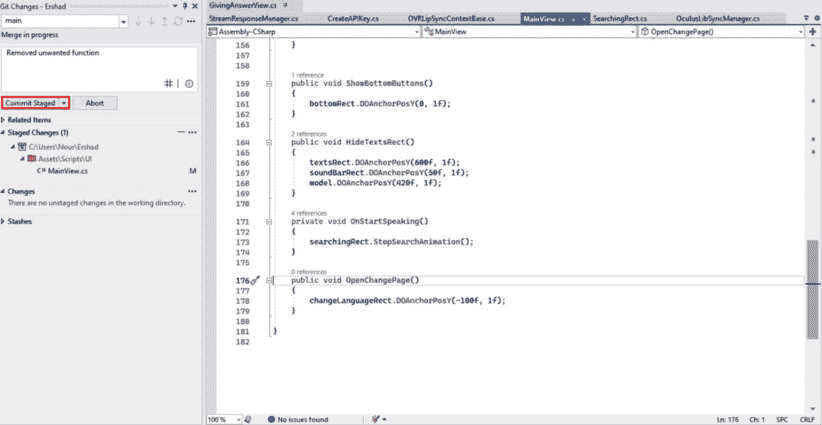 Git Changes - Ershad
main
Merge in progress
Removed unwanted function
Commit Staged
Abort
Related Items
Staged Changes (1)
C:\Users\Nour\Ershad
Assets\Scripts\UI
C# MainView.cs M
Changes
There are no unstaged changes in the working directory.
Stashes
GivingAnswerView.cs
StreamResponseManager.cs CreateAPIKey.cs OVRLipSyncContextBase.cs MainView.cs SearchingRect.cs
Assembly-CSharp MainView OpenChangePage()
156 }
157
158
1 reference
159 public void ShowBottomButtons()
160 {
161 bottomRect.DOAnchorPosY(0, 1f);
162 }
163
2 references
164 public void HideTextsRect()
165 {
166 textsRect.DOAnchorPosY(600f, 1f);
167 soundBarRect.DOAnchorPosY(50f, 1f);
168 model.DOAnchorPosY(420f, 1f);
169 }
170
4 references
171 private void OnStartSpeaking()
172 {
173 searchingRect.StopSearchAnimation();
174 }
175
0 references
176 public void OpenChangePage()
177 {
178 changeLanguageRect.DOAnchorPosY(-100f, 1f);
179 }
180
181 }
182
100 % No issues found Ln: 176 Ch: 1 SPC CRLF